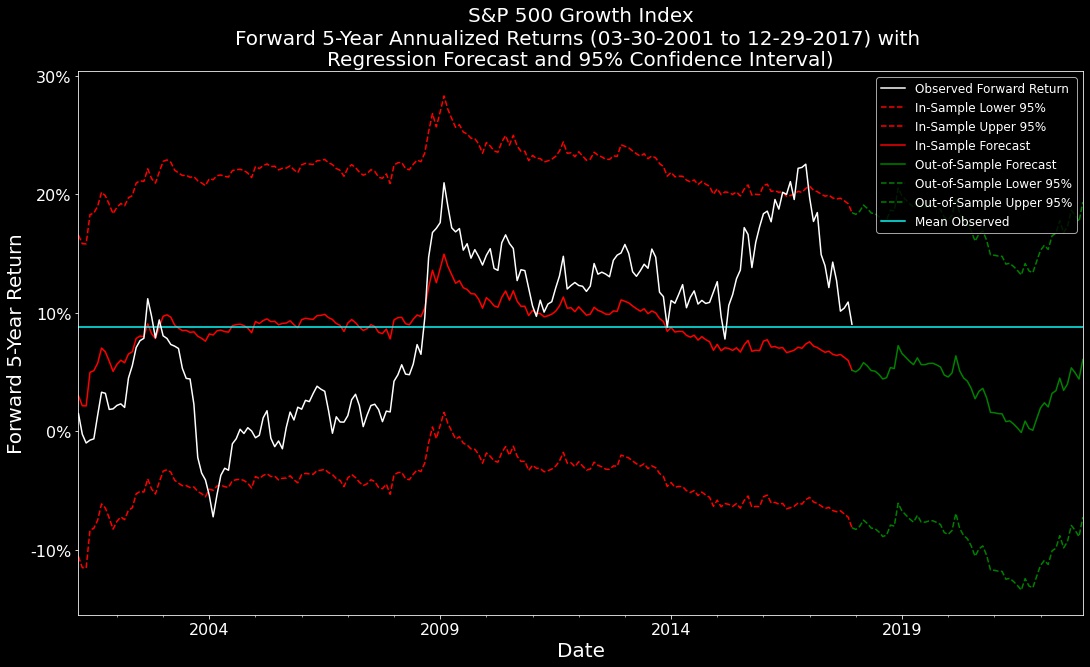 S&P 500 Growth Index
Forward 5-Year Annualized Returns (03-30-2001 to 12-29-2017) with
Regression Forecast and 95% Confidence Interval)
30%
20%
10%
0%
-10%
Forward 5-Year Return
Observed Forward Return
In-Sample Lower 95%
In-Sample Upper 95%
In-Sample Forecast
Out-of-Sample Forecast
Out-of-Sample Lower 95%
Out-of-Sample Upper 95%
Mean Observed
2004
2009
2014
2019
Date